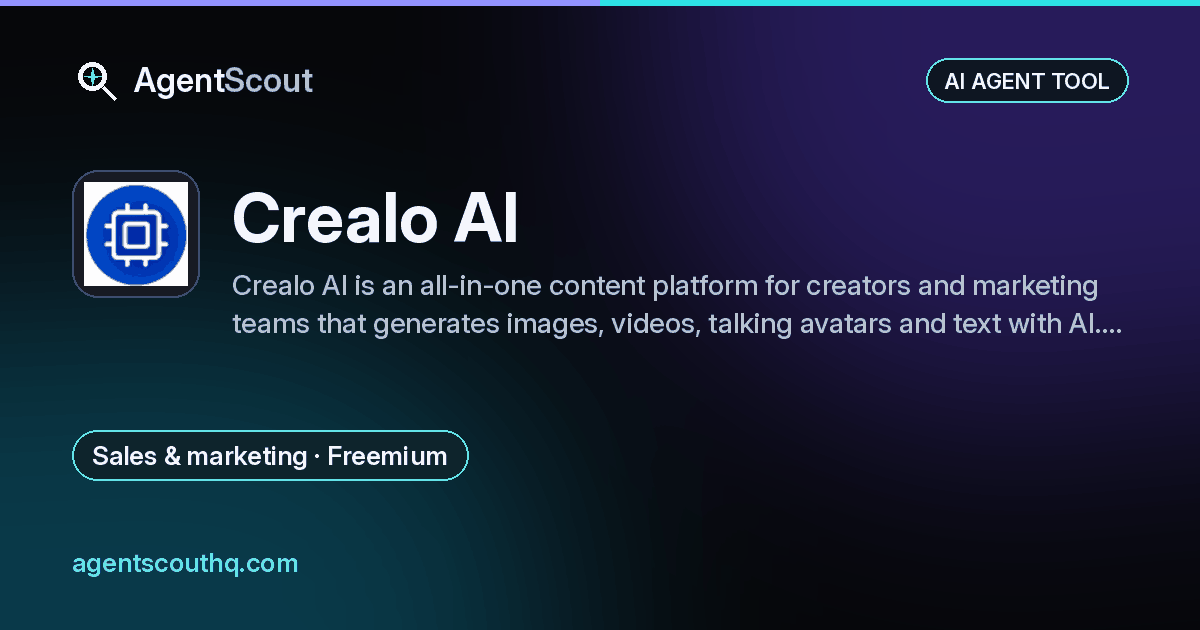 AgentScout
AI AGENT TOOL
Crealo AI
Crealo AI is an all-in-one content platform for creators and marketing
teams that generates images, videos, talking avatars and text with AI....
Sales & marketing · Freemium
agentscouthq.com